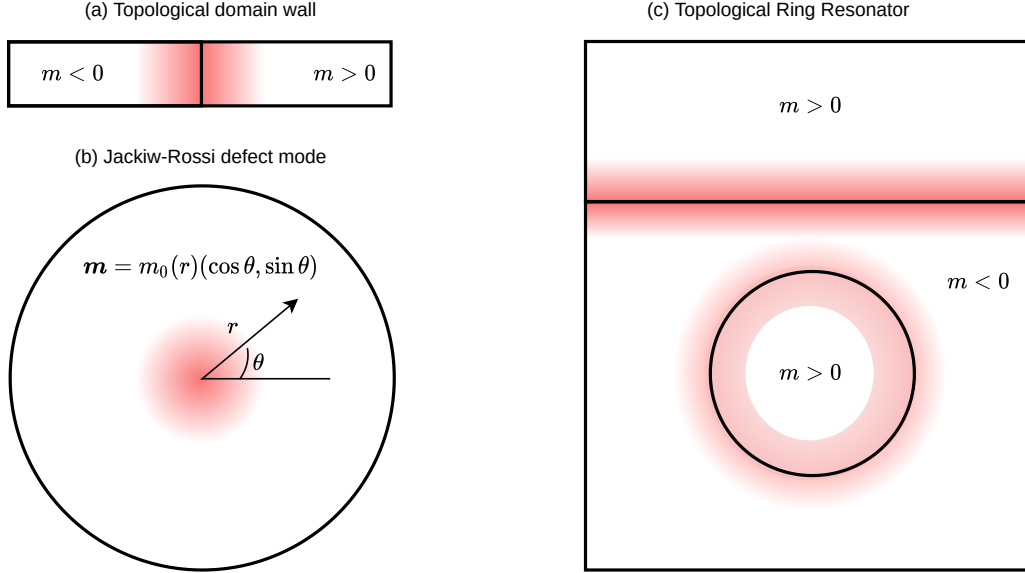 (a) Topological domain wall
m < 0
m > 0
(b) Jackiw-Rossi defect mode
m = m₀(r)(cos θ, sin θ)
r
θ
(c) Topological Ring Resonator
m > 0
m < 0
m > 0